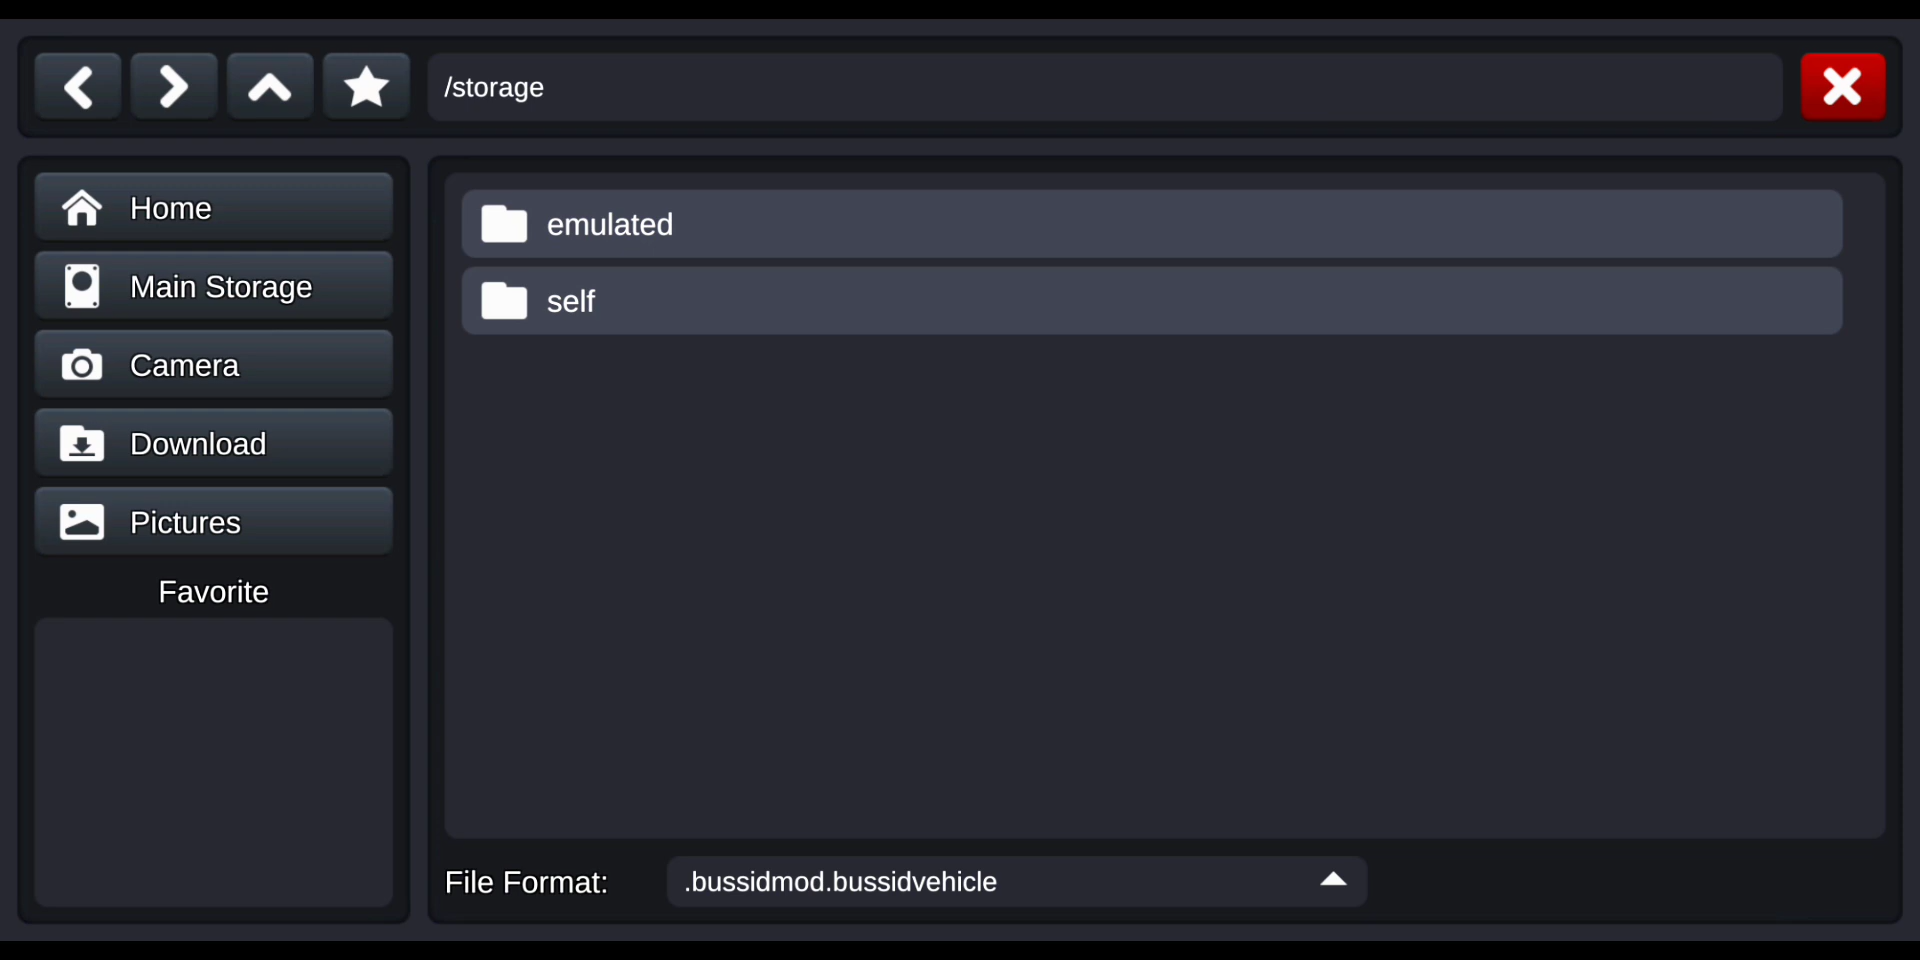 /storage
Home
Main Storage
Camera
Download
Pictures
Favorite
emulated
self
File Format:
.bussidmod.bussidvehicle